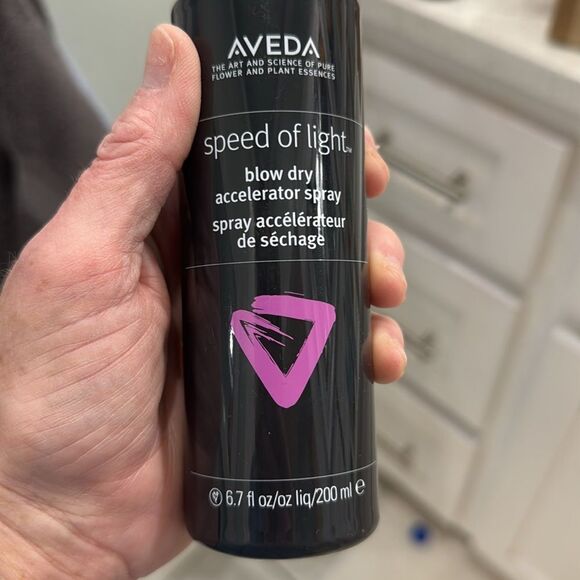 AVEDA
THE ART AND SCIENCE OF PURE
FLOWER AND PLANT ESSENCES
speed of light™
blow dry
accelerator spray
spray accélérateur
de séchage
6.7 fl oz/oz liq/200 ml ℮